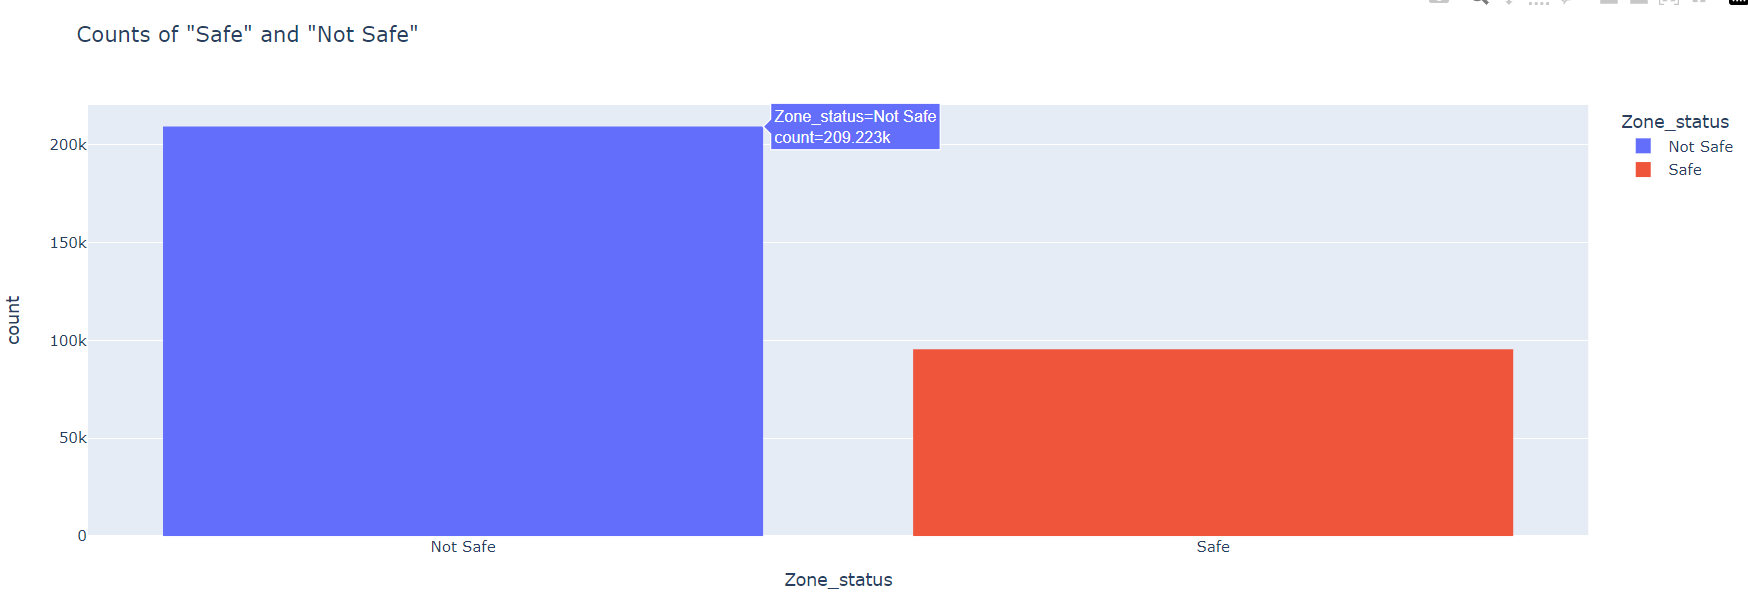 Counts of "Safe" and "Not Safe"
Zone_status=Not Safe
count=209.223k
Zone_status
Not Safe
Safe
200k
150k
100k
50k
0
count
Not Safe
Safe
Zone_status